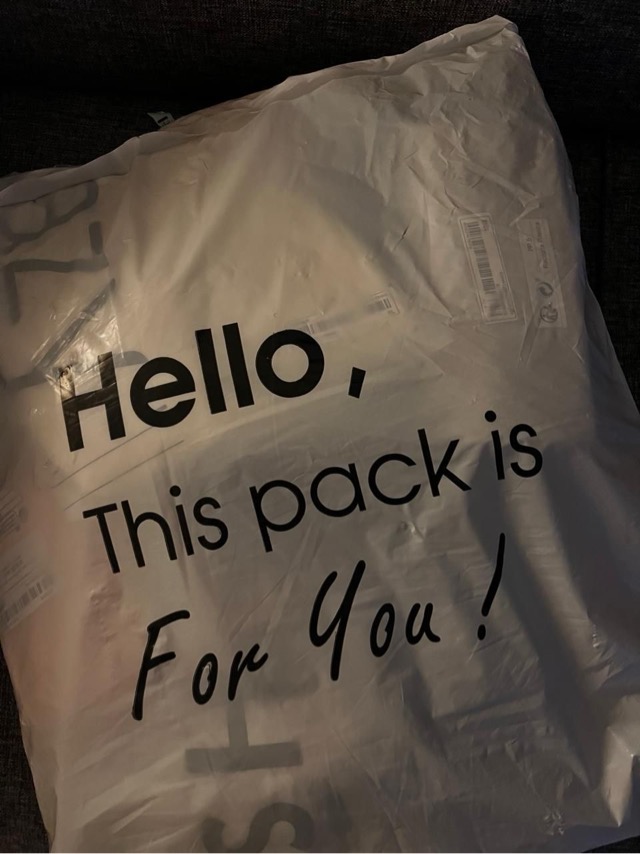 Hello,
This pack is
For You!